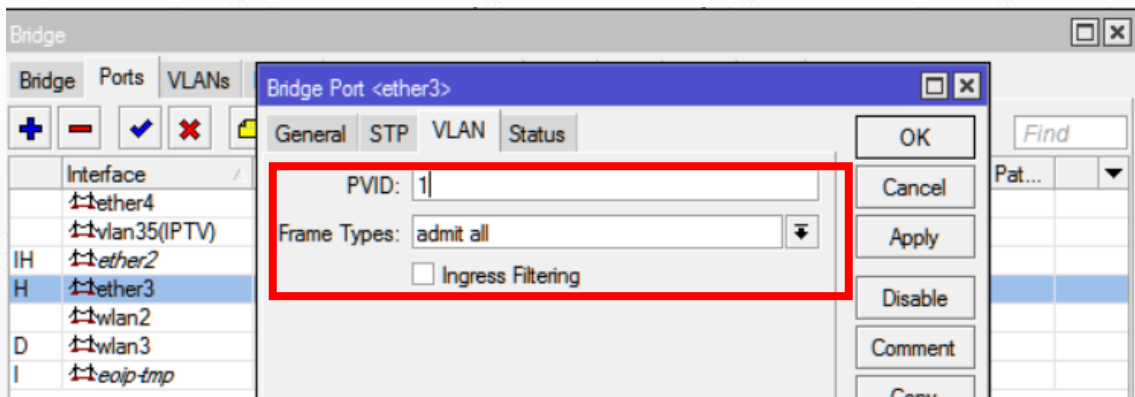 Bridge
Bridge Ports VLANs
Bridge Port <ether3>
General STP VLAN Status
OK
Find
Interface
Pat...
PVID: 1
Cancel
ether4
vlan35(IPTV)
Frame Types: admit all
Apply
IH ether2
Ingress Filtering
H ether3
Disable
wlan2
D wlan3
Comment
I eoip-tmp